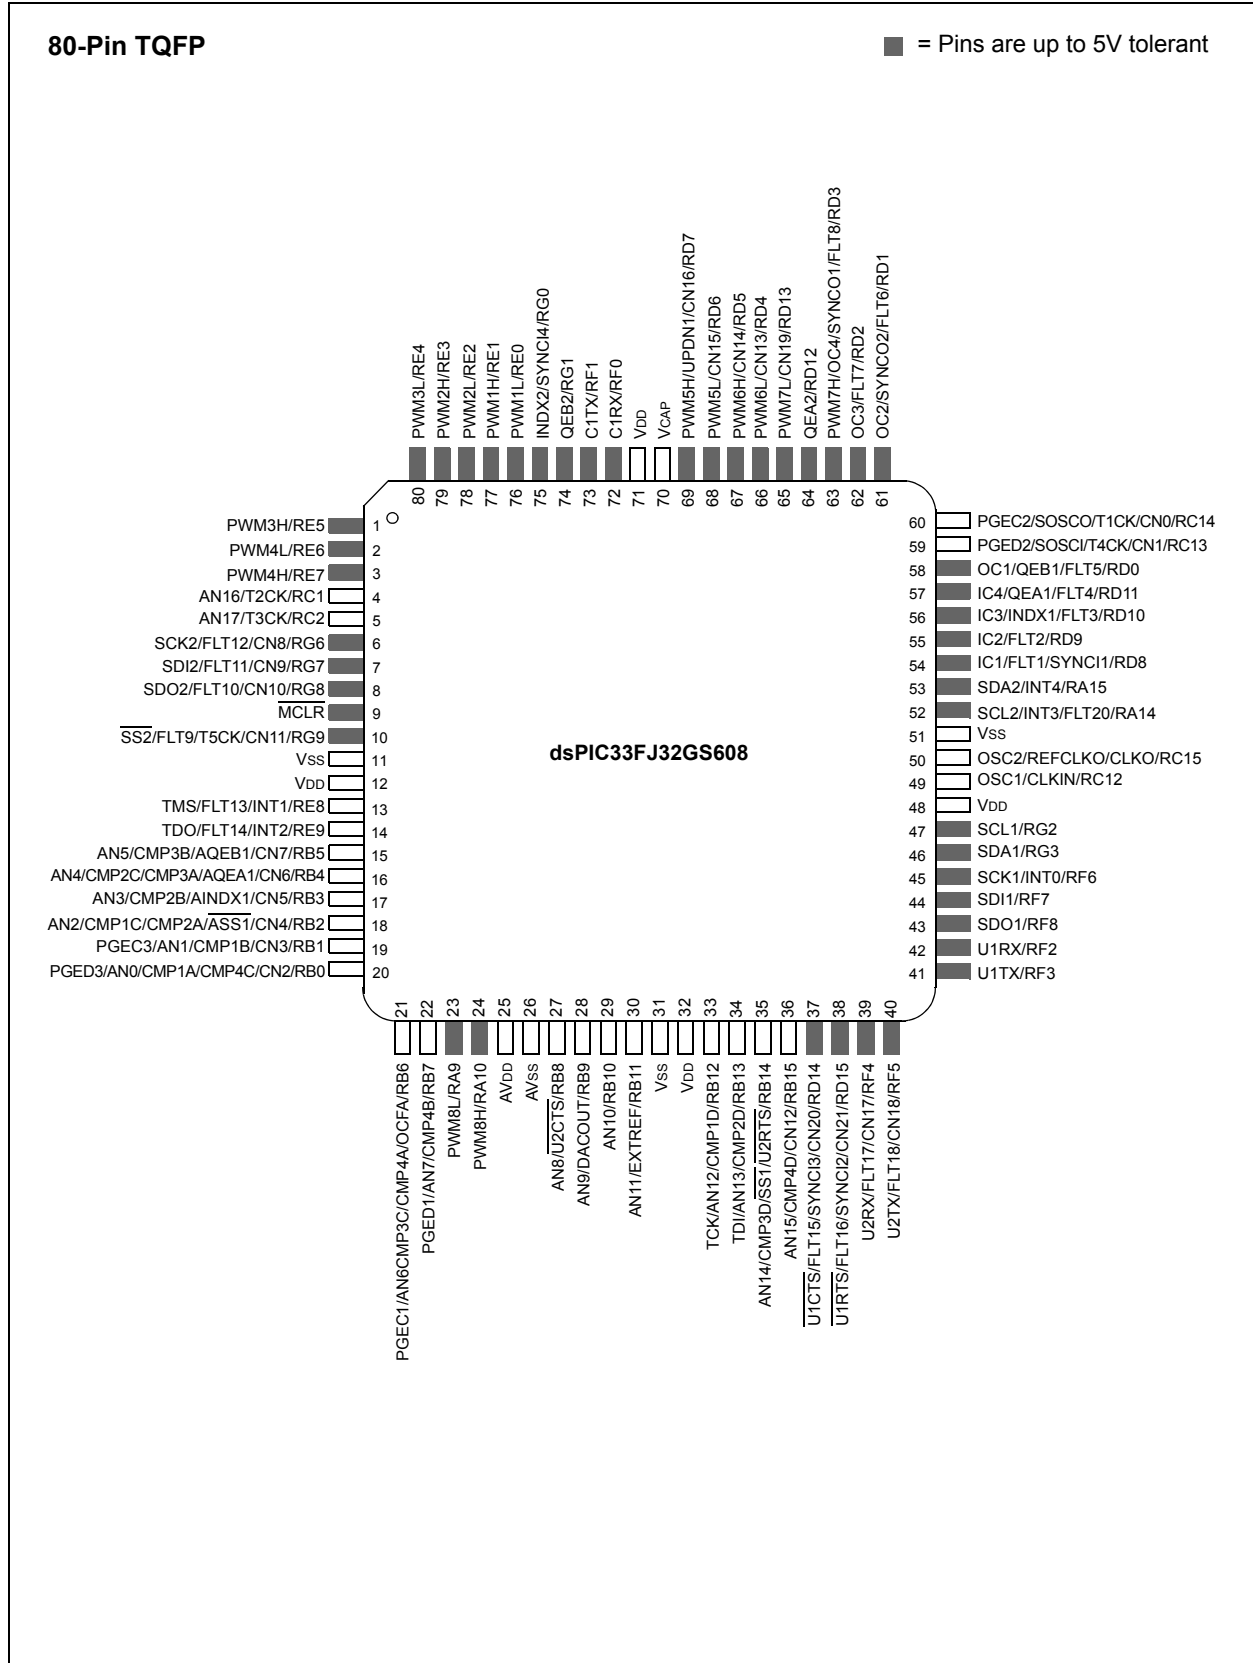 80-Pin TQFP
= Pins are up to 5V tolerant
PWM3L/RE4
PWM2H/RE3
PWM2L/RE2
PWM1H/RE1
PWM1L/RE0
INDX2/SYNCI4/RG0
QEB2/RG1
C1TX/RF1
C1RX/RF0
VDD
VCAP
PWM5H/UPDN1/CN16/RD7
PWM5L/CN15/RD6
PWM6H/CN14/RD5
PWM6L/CN13/RD4
PWM7L/CN19/RD13
QEA2/RD12
PWM7H/OC4/SYNCO1/FLT8/RD3
OC3/FLT7/RD2
OC2/SYNCO2/FLT6/RD1
80 79 78 77 76 75 74 73 72 71 70 69 68 67 66 65 64 63 62 61
PWM3H/RE5 1
PWM4L/RE6 2
PWM4H/RE7 3
AN16/T2CK/RC1 4
AN17/T3CK/RC2 5
SCK2/FLT12/CN8/RG6 6
SDI2/FLT11/CN9/RG7 7
SDO2/FLT10/CN10/RG8 8
MCLR 9
SS2/FLT9/T5CK/CN11/RG9 10
VSS 11
VDD 12
TMS/FLT13/INT1/RE8 13
TDO/FLT14/INT2/RE9 14
AN5/CMP3B/AQEB1/CN7/RB5 15
AN4/CMP2C/CMP3A/AQEA1/CN6/RB4 16
AN3/CMP2B/AINDX1/CN5/RB3 17
AN2/CMP1C/CMP2A/ASS1/CN4/RB2 18
PGEC3/AN1/CMP1B/CN3/RB1 19
PGED3/AN0/CMP1A/CMP4C/CN2/RB0 20
dsPIC33FJ32GS608
60 PGEC2/SOSCO/T1CK/CN0/RC14
59 PGED2/SOSCI/T4CK/CN1/RC13
58 OC1/QEB1/FLT5/RD0
57 IC4/QEA1/FLT4/RD11
56 IC3/INDX1/FLT3/RD10
55 IC2/FLT2/RD9
54 IC1/FLT1/SYNCI1/RD8
53 SDA2/INT4/RA15
52 SCL2/INT3/FLT20/RA14
51 VSS
50 OSC2/REFCLKO/CLKO/RC15
49 OSC1/CLKIN/RC12
48 VDD
47 SCL1/RG2
46 SDA1/RG3
45 SCK1/INT0/RF6
44 SDI1/RF7
43 SDO1/RF8
42 U1RX/RF2
41 U1TX/RF3
21 22 23 24 25 26 27 28 29 30 31 32 33 34 35 36 37 38 39 40
PGEC1/AN6CMP3C/CMP4A/OCFA/RB6
PGED1/AN7/CMP4B/RB7
PWM8L/RA9
PWM8H/RA10
AVDD
AVSS
AN8/U2CTS/RB8
AN9/DACOUT/RB9
AN10/RB10
AN11/EXTREF/RB11
VSS
VDD
TCK/AN12/CMP1D/RB12
TDI/AN13/CMP2D/RB13
AN14/CMP3D/SS1/U2RTS/RB14
AN15/CMP4D/CN12/RB15
U1CTS/FLT15/SYNCI3/CN20/RD14
U1RTS/FLT16/SYNCI2/CN21/RD15
U2RX/FLT17/CN17/RF4
U2TX/FLT18/CN18/RF5